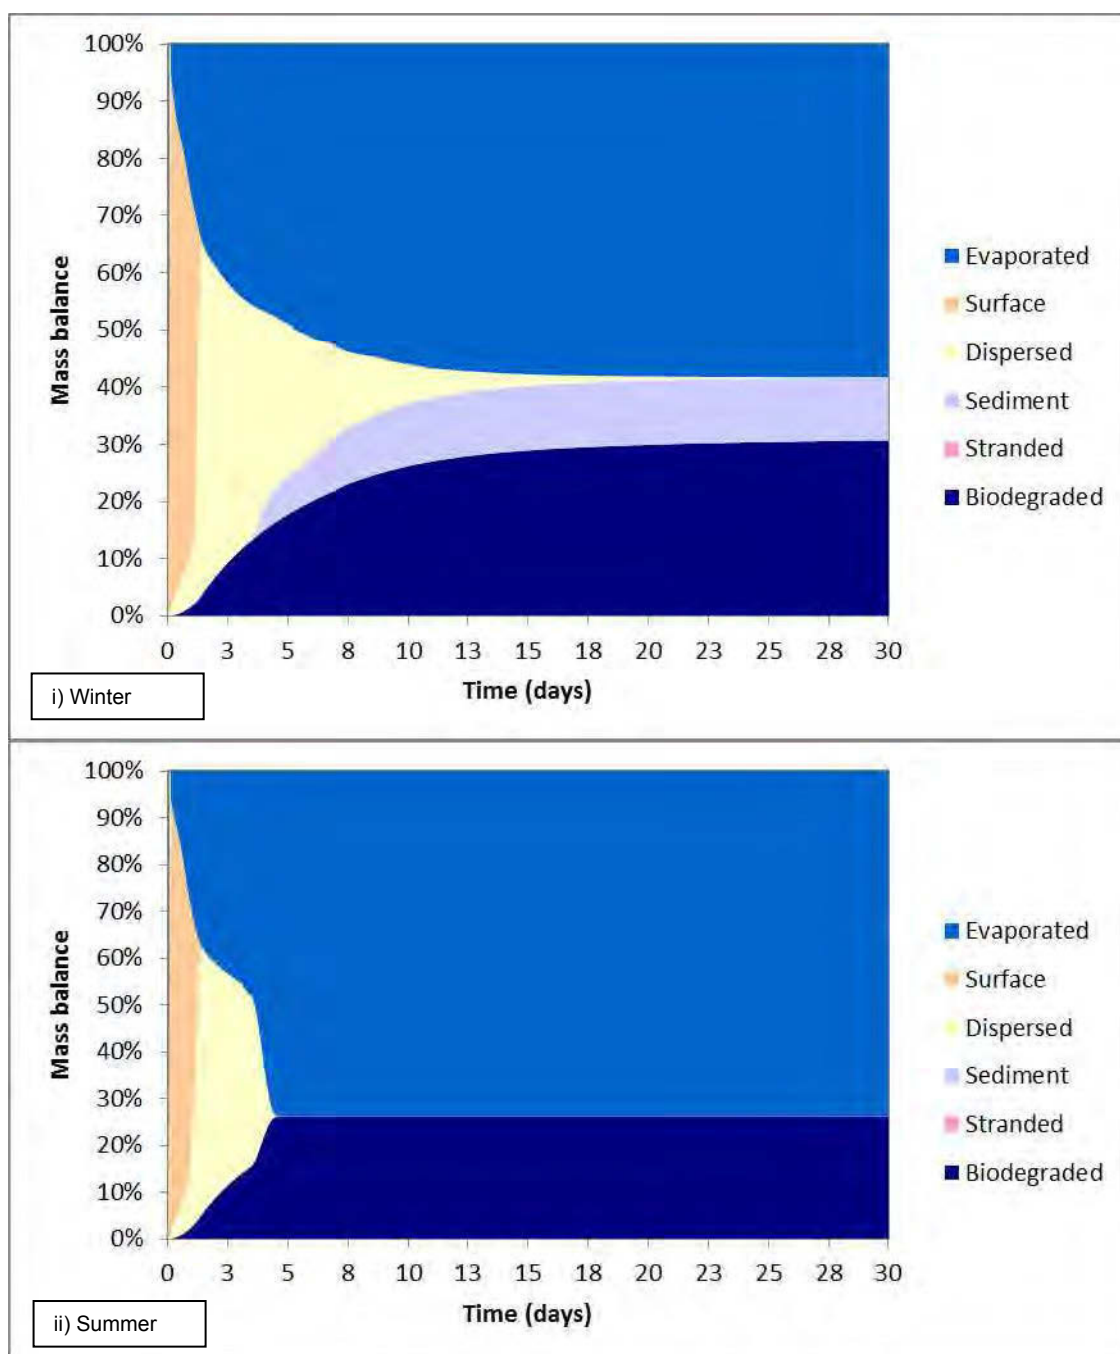 100%
90%
80%
70%
60%
50%
40%
30%
20%
10%
0%
Mass balance
0 3 5 8 10 13 15 18 20 23 25 28 30
Time (days)
Evaporated
Surface
Dispersed
Sediment
Stranded
Biodegraded
i) Winter
100%
90%
80%
70%
60%
50%
40%
30%
20%
10%
0%
Mass balance
0 3 5 8 10 13 15 18 20 23 25 28 30
Time (days)
Evaporated
Surface
Dispersed
Sediment
Stranded
Biodegraded
ii) Summer